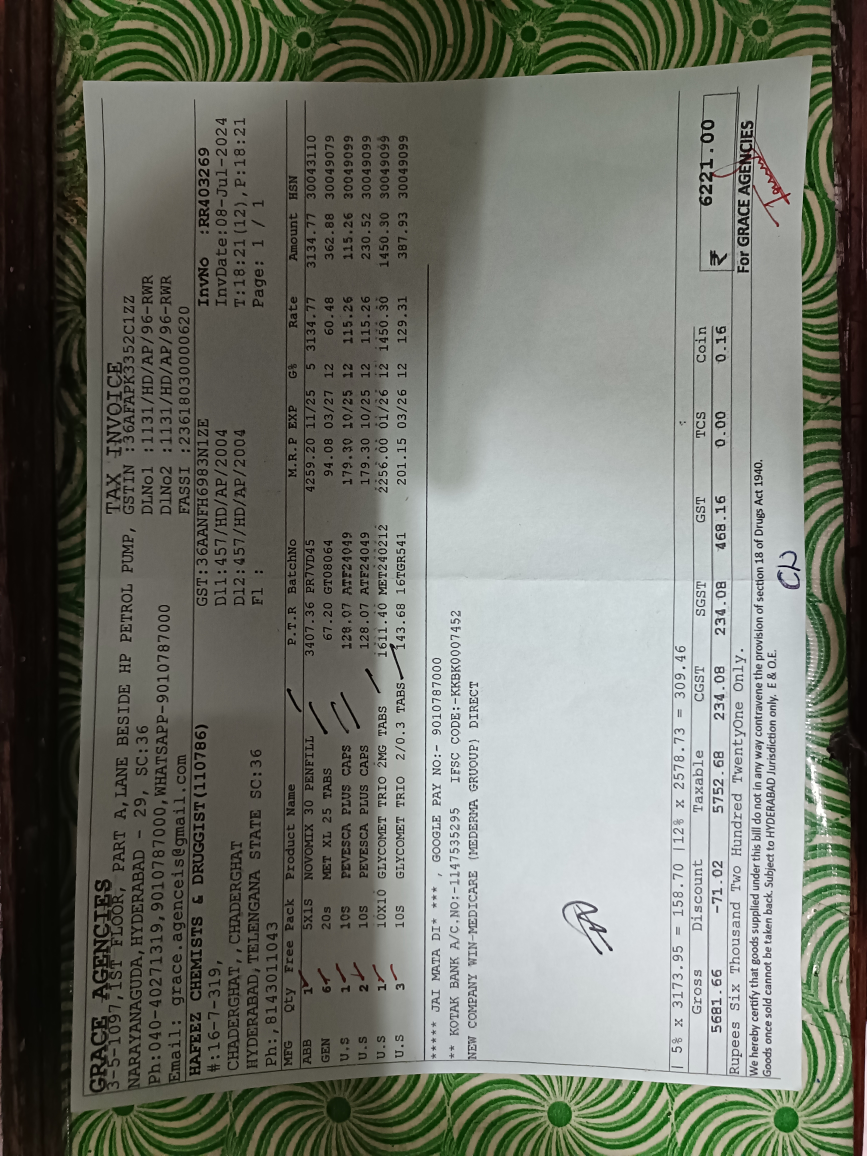 GRACE AGENCIES TAX INVOICE
3-5-1097,1ST FLOOR, PART A,LANE BESIDE HP PETROL PUMP, GSTIN :36AFAPK3352C1ZZ
NARAYANAGUDA,HYDERABAD - 29, SC:36 DLNo1 :1131/HD/AP/96-RWR
Ph:040-40271319,9010787000,WHATSAPP-9010787000 DLNo2 :1131/HD/AP/96-RWR
Email: grace.agenceis@gmail.com FASSI :23618030000620
HAFEEZ CHEMISTS & DRUGGIST(110786) GST:36AANFH6983N1ZE InvNo :RR403269
#:16-7-319, Dl1:457/HD/AP/2004 InvDate:08-Jul-2024
CHADERGHAT,,CHADERGHAT Dl2:457/HD/AP/2004 T:18:21(12),P:18:21
HYDERABAD,TELENGANA STATE SC:36 Fl : Page: 1 / 1
Ph:,8143011043
MFG Qty Free Pack Product Name P.T.R BatchNo M.R.P EXP G% Rate Amount HSN
ABB 1 5X1S NOVOMIX 30 PENFILL 3407.36 PR7VD45 4259.20 11/25 5 3134.77 3134.77 30043110
GEN 6 20s MET XL 25 TABS 67.20 GT08064 94.08 03/27 12 60.48 362.88 30049079
U.S 1 10S PEVESCA PLUS CAPS 128.07 ATF24049 179.30 10/25 12 115.26 115.26 30049099
U.S 2 10S PEVESCA PLUS CAPS 128.07 ATF24049 179.30 10/25 12 115.26 230.52 30049099
U.S 1 10X10 GLYCOMET TRIO 2MG TABS 1611.40 MET240212 2256.00 01/26 12 1450.30 1450.30 30049099
U.S 3 10S GLYCOMET TRIO 2/0.3 TABS 143.68 16TGR541 201.15 03/26 12 129.31 387.93 30049099
***** JAI MATA DI* *** , GOOGLE PAY NO:- 9010787000
** KOTAK BANK A/C.NO:-1147535295 IFSC CODE:-KKBK0007452
NEW COMPANY WIN-MEDICARE (MEDERMA GRUOUP) DIRECT
| 5% x 3173.95 = 158.70 |12% x 2578.73 = 309.46
Gross Discount Taxable CGST SGST GST TCS Coin
5681.66 -71.02 5752.68 234.08 234.08 468.16 0.00 0.16 ₹ 6221.00
Rupees Six Thousand Two Hundred TwentyOne Only. For GRACE AGENCIES
We hereby certify that goods supplied under this bill do not in any way contravene the provision of section 18 of Drugs Act 1940.
Goods once sold cannot be taken back. Subject to HYDERABAD Jurisdiction only. E & O.E.